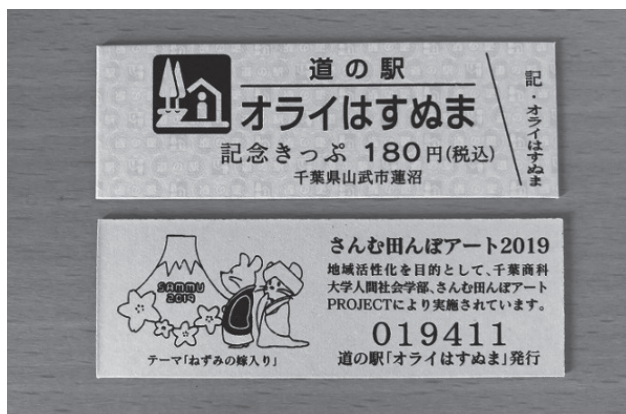 道の駅
オライはすぬま
記念きっぷ 180円(税込)
千葉県山武市蓮沼
記・オライはすぬま
さんむ田んぼアート2019
地域活性化を目的として、千葉商科
大学人間社会学部、さんむ田んぼアート
PROJECTにより実施されています。
019411
道の駅「オライはすぬま」発行
SAMMU
2019
テーマ「ねずみの嫁入り」